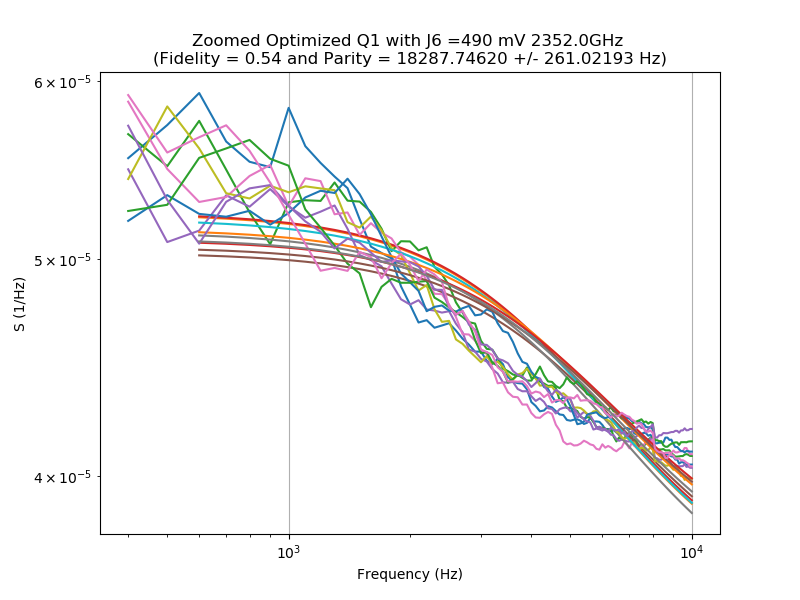 Zoomed Optimized Q1 with J6 =490 mV 2352.0GHz
(Fidelity = 0.54 and Parity = 18287.74620 +/- 261.02193 Hz)
6 × 10⁻⁵
5 × 10⁻⁵
4 × 10⁻⁵
S (1/Hz)
10³
10⁴
Frequency (Hz)